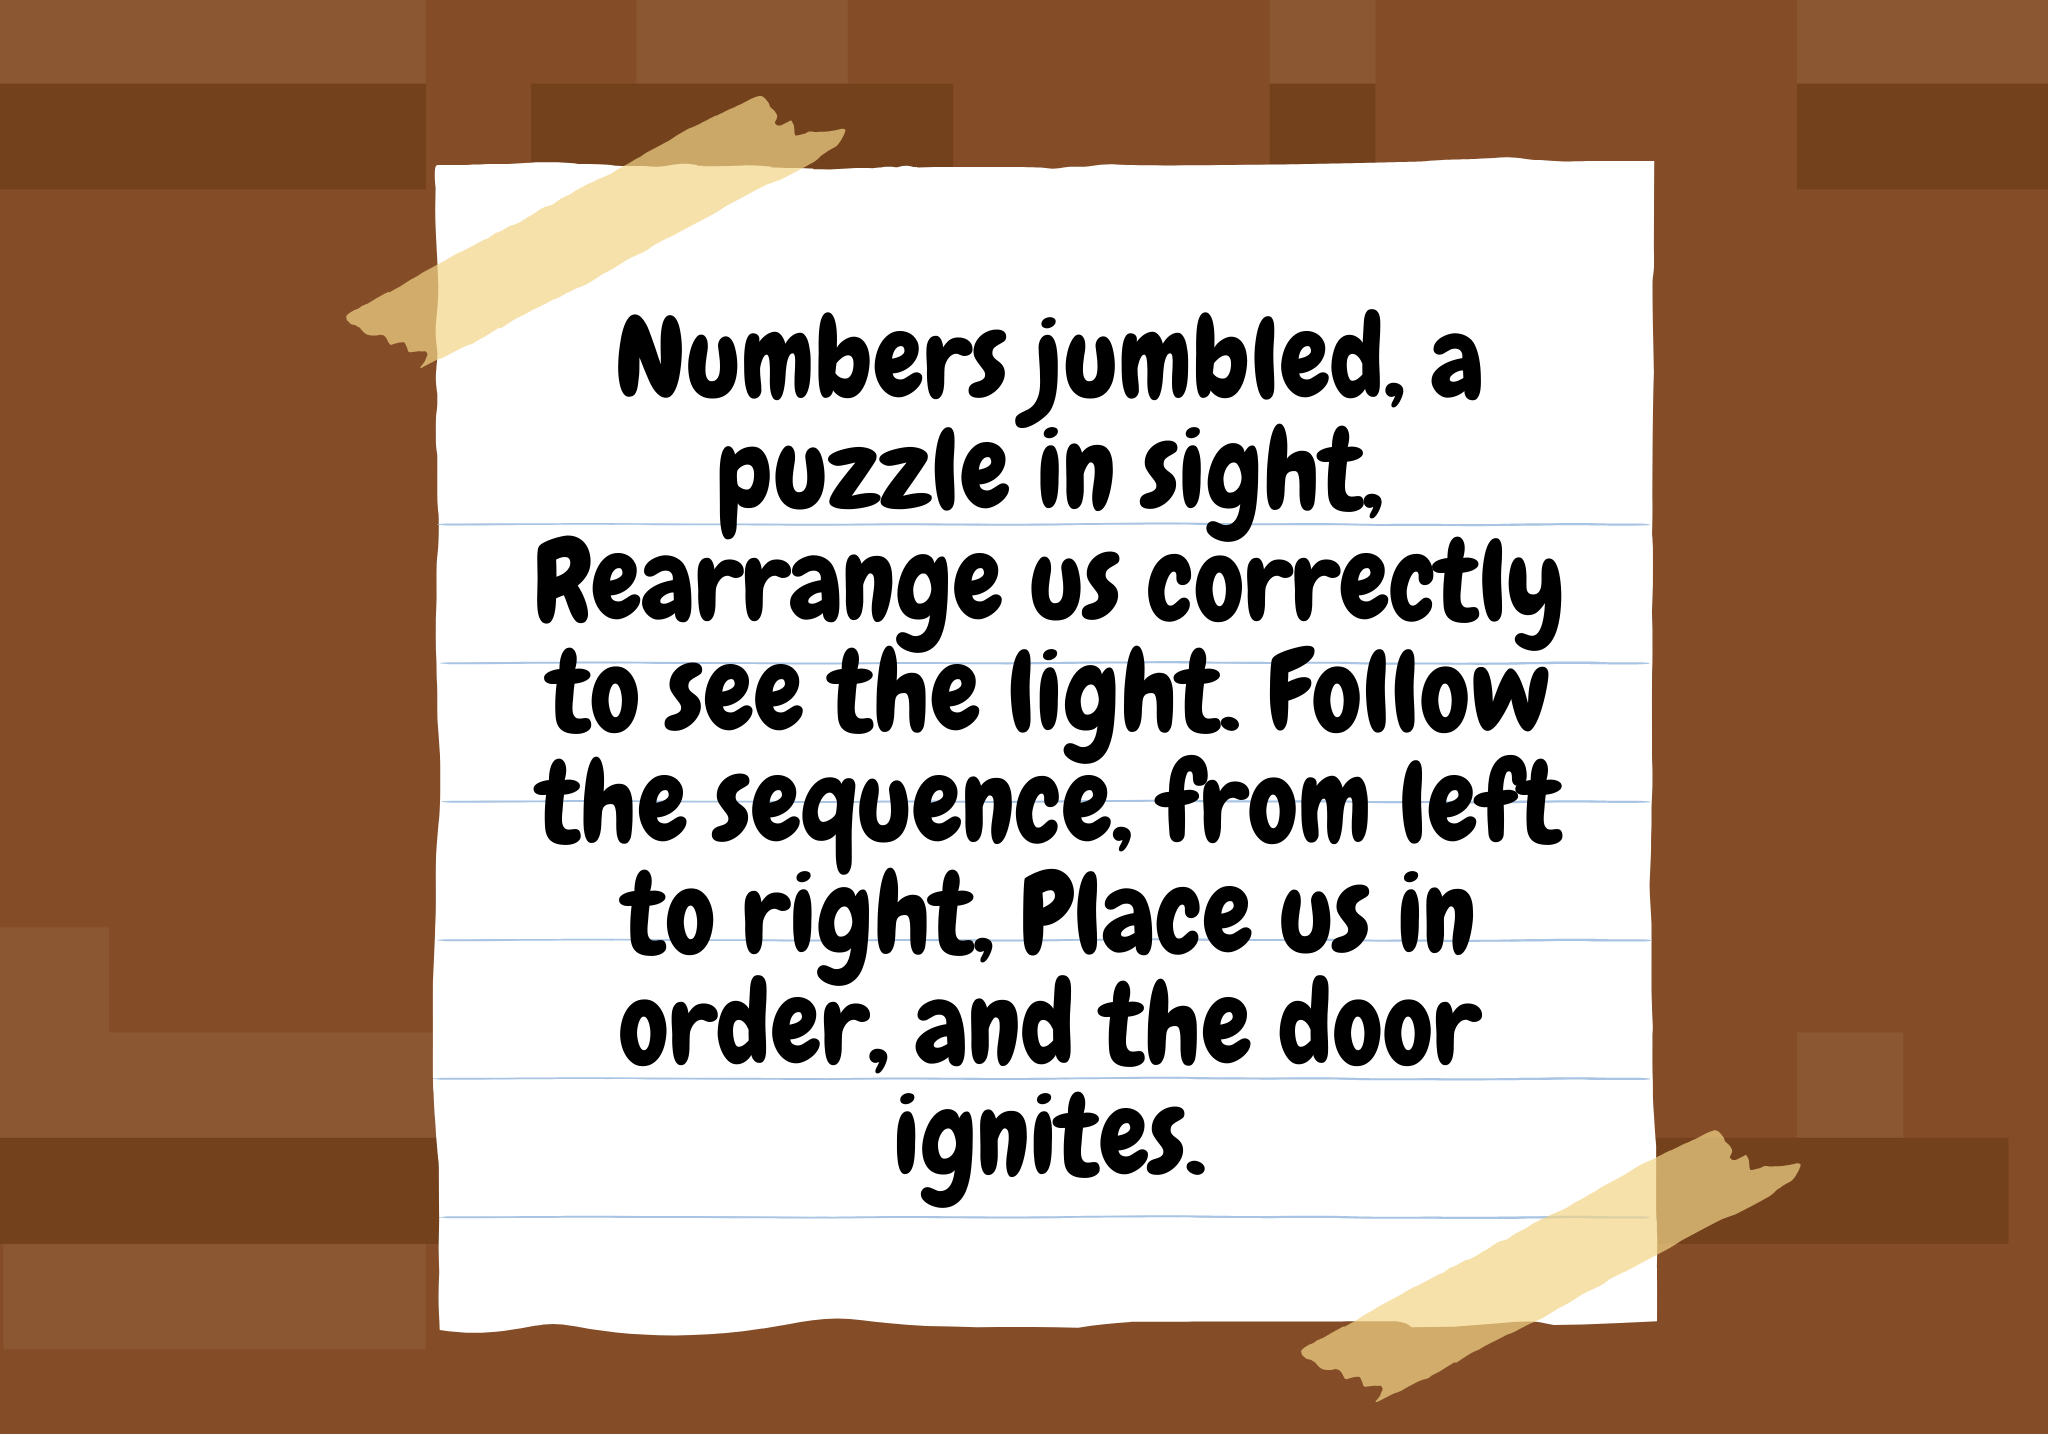 Numbers jumbled, a
puzzle in sight,
Rearrange us correctly
to see the light. Follow
the sequence, from left
to right, Place us in
order, and the door
ignites.